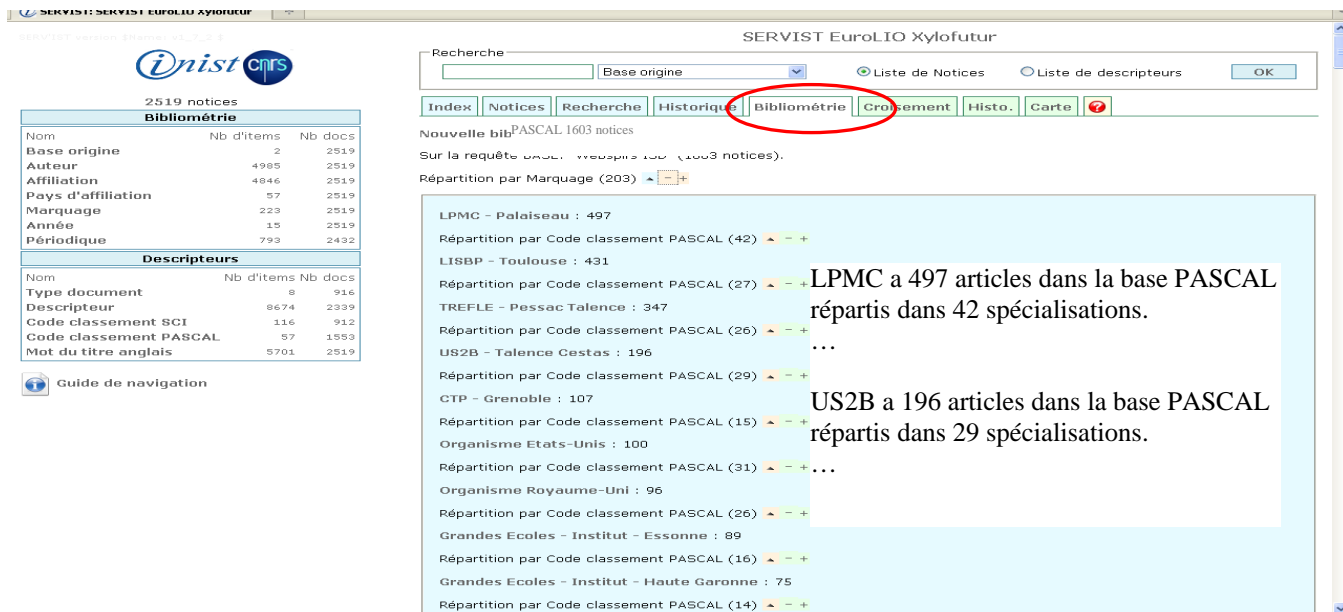 SERVIST: SERVIST EuroLIO Xylofutur
SERVIST EuroLIO Xylofutur
inist cnrs
Recherche
Base origine
Liste de Notices
Liste de descripteurs
OK
2519 notices
Bibliométrie
Nom Nb d'items Nb docs
Base origine 2 2519
Auteur 4985 2519
Affiliation 4846 2519
Pays d'affiliation 57 2519
Marquage 223 2519
Année 15 2519
Périodique 793 2432
Descripteurs
Nom Nb d'items Nb docs
Type document 8 916
Descripteur 8674 2339
Code classement SCI 116 912
Code classement PASCAL 57 1553
Mot du titre anglais 5701 2519
Guide de navigation
Index Notices Recherche Historique Bibliométrie Croisement Histo. Carte ?
Nouvelle bib PASCAL 1603 notices
Sur la requête (1603 notices).
Répartition par Marquage (203) - +
LPMC - Palaiseau : 497
Répartition par Code classement PASCAL (42) - +
LISBP - Toulouse : 431
Répartition par Code classement PASCAL (27) - +
TREFLE - Pessac Talence : 347
Répartition par Code classement PASCAL (26) - +
US2B - Talence Cestas : 196
Répartition par Code classement PASCAL (29) - +
CTP - Grenoble : 107
Répartition par Code classement PASCAL (15) - +
Organisme Etats-Unis : 100
Répartition par Code classement PASCAL (31) - +
Organisme Royaume-Uni : 96
Répartition par Code classement PASCAL (26) - +
Grandes Ecoles - Institut - Essonne : 89
Répartition par Code classement PASCAL (16) - +
Grandes Ecoles - Institut - Haute Garonne : 75
Répartition par Code classement PASCAL (14) - +
LPMC a 497 articles dans la base PASCAL
répartis dans 42 spécialisations.
…
US2B a 196 articles dans la base PASCAL
répartis dans 29 spécialisations.
…